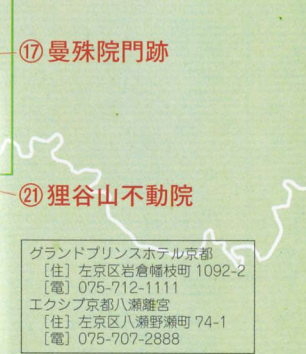 ⑰曼殊院門跡
㉑狸谷山不動院
グランドプリンスホテル京都
［住］左京区岩倉幡枝町 1092-2
［電］075-712-1111
エクシブ京都八瀬離宮
［住］左京区八瀬野瀬町 74-1
［電］075-707-2888